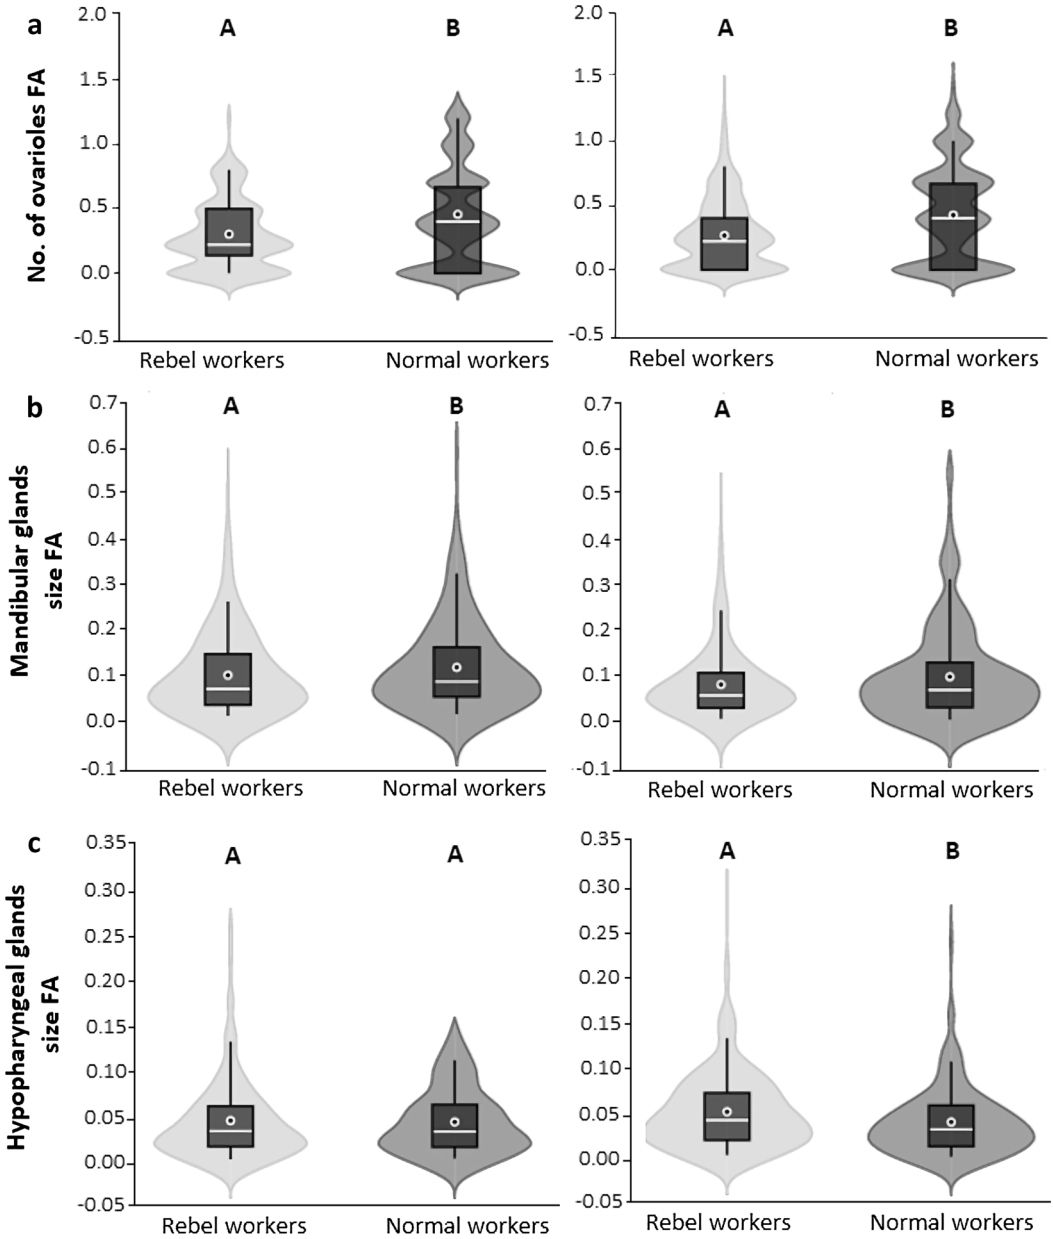 a
No. of ovarioles FA
2.0
1.5
1.0
0.5
0.0
-0.5
A
B
Rebel workers
Normal workers
2.0
1.5
1.0
0.5
0.0
-0.5
A
B
Rebel workers
Normal workers
b
Mandibular glands
size FA
0.7
0.6
0.5
0.4
0.3
0.2
0.1
0.0
-0.1
A
B
Rebel workers
Normal workers
0.7
0.6
0.5
0.4
0.3
0.2
0.1
0.0
-0.1
A
B
Rebel workers
Normal workers
c
Hypopharyngeal glands
size FA
0.35
0.30
0.25
0.20
0.15
0.10
0.05
0.00
-0.05
A
A
Rebel workers
Normal workers
0.35
0.30
0.25
0.20
0.15
0.10
0.05
0.00
-0.05
A
B
Rebel workers
Normal workers